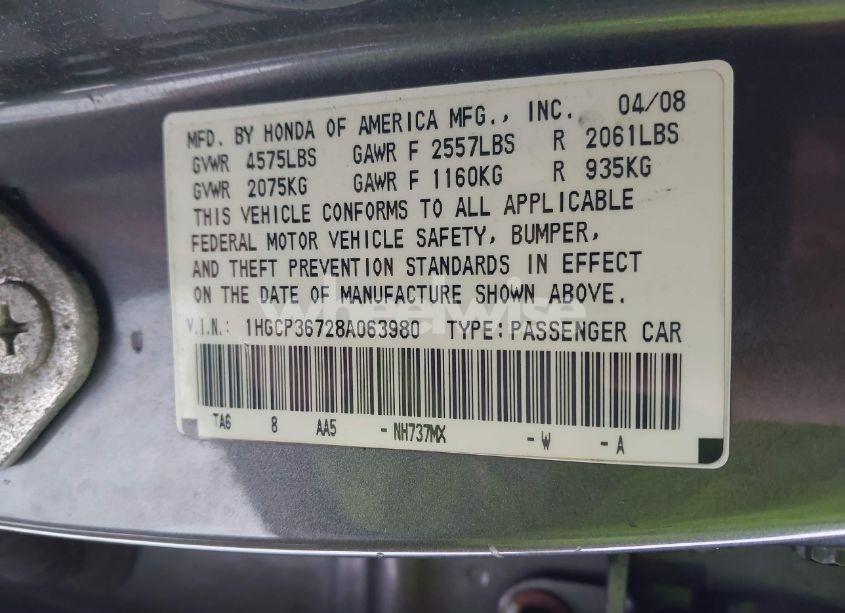 MFD. BY HONDA OF AMERICA MFG., INC. 04/08
GVWR 4575LBS GAWR F 2557LBS R 2061LBS
GVWR 2075KG GAWR F 1160KG R 935KG
THIS VEHICLE CONFORMS TO ALL APPLICABLE
FEDERAL MOTOR VEHICLE SAFETY, BUMPER,
AND THEFT PREVENTION STANDARDS IN EFFECT
ON THE DATE OF MANUFACTURE SHOWN ABOVE.
wheelwise
V.I.N.: 1HGCP36728A063980 TYPE: PASSENGER CAR
TA6 8 AA5 - NH737MX - W - A